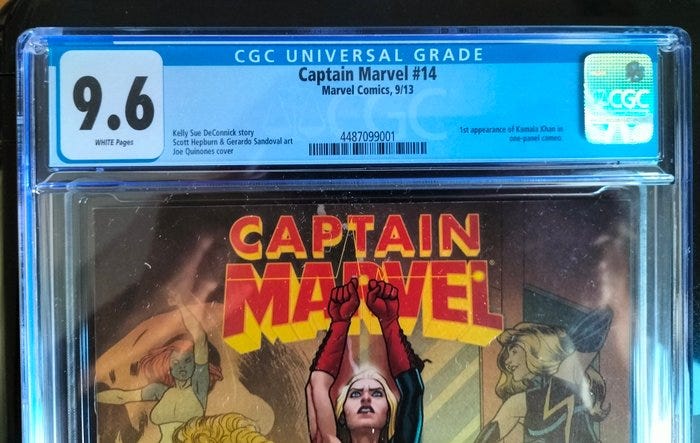 CGC UNIVERSAL GRADE
9.6
WHITE Pages
Captain Marvel #14
Marvel Comics, 9/13
Kelly Sue DeConnick story
Scott Hepburn & Gerardo Sandoval art
Joe Quinones cover
4487099001
1st appearance of Kamala Khan in
one-panel cameo.
CGC
CAPTAIN
MARVEL